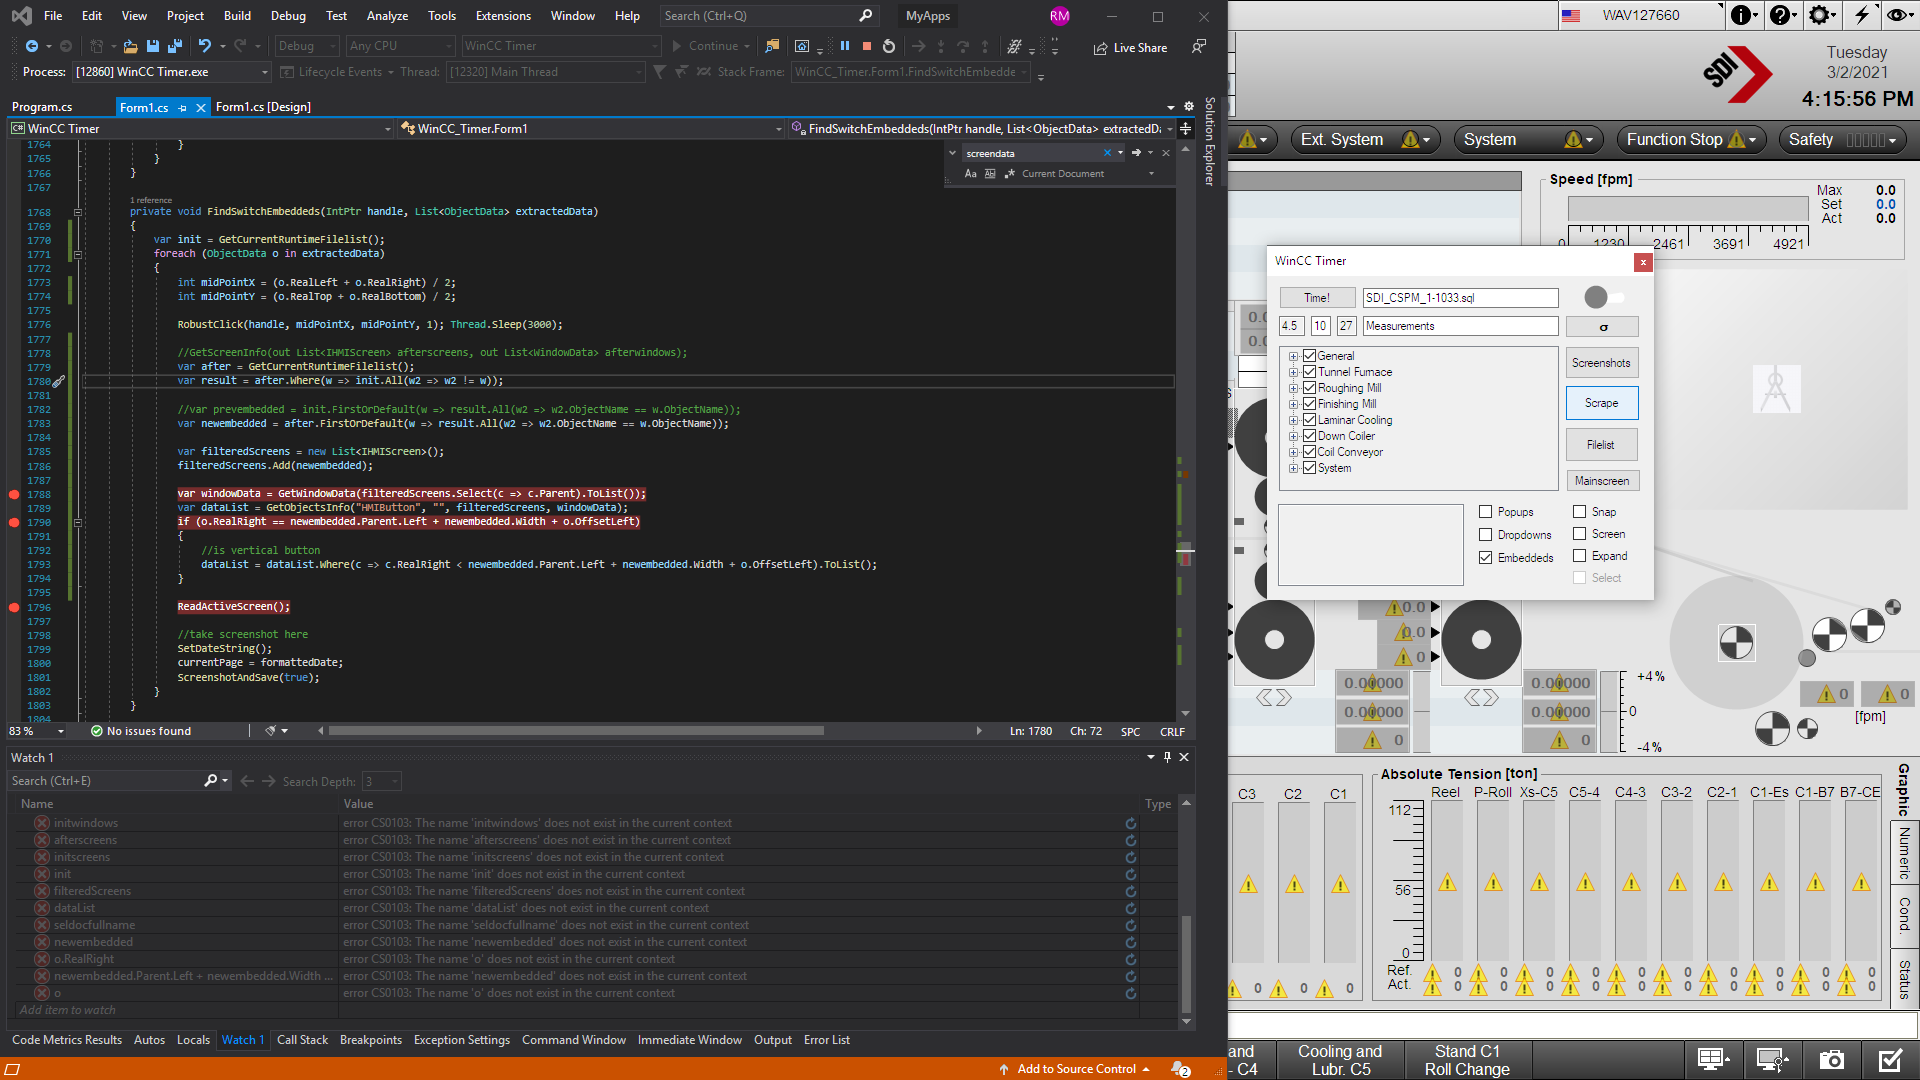 File Edit View Project Build Debug Test Analyze Tools Extensions Window Help Search (Ctrl+Q) MyApps RM
Debug Any CPU WinCC Timer Continue Live Share
Process: [12860] WinCC Timer.exe Lifecycle Events Thread: [12320] Main Thread Stack Frame: WinCC_Timer.Form1.FindSwitchEmbedde
Program.cs Form1.cs Form1.cs [Design]
C# WinCC Timer WinCC_Timer.Form1 FindSwitchEmbeddeds(IntPtr handle, List<ObjectData> extractedD
screendata
Aa Ab Current Document
1764 }
1765 }
1766 }
1767
1 reference
1768 private void FindSwitchEmbeddeds(IntPtr handle, List<ObjectData> extractedData)
1769 {
1770 var init = GetCurrentRuntimeFilelist();
1771 foreach (ObjectData o in extractedData)
1772 {
1773 int midPointX = (o.RealLeft + o.RealRight) / 2;
1774 int midPointY = (o.RealTop + o.RealBottom) / 2;
1775
1776 RobustClick(handle, midPointX, midPointY, 1); Thread.Sleep(3000);
1777
1778 //GetScreenInfo(out List<IHMIScreen> afterscreens, out List<WindowData> afterwindows);
1779 var after = GetCurrentRuntimeFilelist();
1780 var result = after.Where(w => init.All(w2 => w2 != w));
1781
1782 //var prevembedded = init.FirstOrDefault(w => result.All(w2 => w2.ObjectName == w.ObjectName));
1783 var newembedded = after.FirstOrDefault(w => result.All(w2 => w2.ObjectName == w.ObjectName));
1784
1785 var filteredScreens = new List<IHMIScreen>();
1786 filteredScreens.Add(newembedded);
1787
1788 var windowData = GetWindowData(filteredScreens.Select(c => c.Parent).ToList());
1789 var dataList = GetObjectsInfo("HMIButton", "", filteredScreens, windowData);
1790 if (o.RealRight == newembedded.Parent.Left + newembedded.Width + o.OffsetLeft)
1791 {
1792 //is vertical button
1793 dataList = dataList.Where(c => c.RealRight < newembedded.Parent.Left + newembedded.Width + o.OffsetLeft).ToList();
1794 }
1795
1796 ReadActiveScreen();
1797
1798 //take screenshot here
1799 SetDateString();
1800 currentPage = formattedDate;
1801 ScreenshotAndSave(true);
1802 }
1803 }
1804
83 % No issues found Ln: 1780 Ch: 72 SPC CRLF
Solution Explorer
Watch 1
Search (Ctrl+E) Search Depth: 3
Name Value Type
initwindows error CS0103: The name 'initwindows' does not exist in the current context
afterscreens error CS0103: The name 'afterscreens' does not exist in the current context
initscreens error CS0103: The name 'initscreens' does not exist in the current context
init error CS0103: The name 'init' does not exist in the current context
filteredScreens error CS0103: The name 'filteredScreens' does not exist in the current context
dataList error CS0103: The name 'dataList' does not exist in the current context
seldocfullname error CS0103: The name 'seldocfullname' does not exist in the current context
newembedded error CS0103: The name 'newembedded' does not exist in the current context
o.RealRight error CS0103: The name 'o' does not exist in the current context
newembedded.Parent.Left + newembedded.Width ... error CS0103: The name 'newembedded' does not exist in the current context
o error CS0103: The name 'o' does not exist in the current context
Add item to watch
Code Metrics Results Autos Locals Watch 1 Call Stack Breakpoints Exception Settings Command Window Immediate Window Output Error List
Add to Source Control 2
WAV127660
SDI
Tuesday
3/2/2021
4:15:56 PM
Ext. System System Function Stop Safety
Speed [fpm]
Max 0.0
Set 0.0
Act 0.0
0 1230 2461 3691 4921
WinCC Timer x
Time! SDI_CSPM_1-1033.sql
4.5 10 27 Measurements σ
General
Tunnel Furnace
Roughing Mill
Finishing Mill
Laminar Cooling
Down Coiler
Coil Conveyor
System
Screenshots
Scrape
Filelist
Mainscreen
Popups Snap
Dropdowns Screen
Embeddeds Expand
Select
0.0
0.0
0
0.00000 0.00000 +4 %
0.00000 0.00000 0
0 0 -4 %
0 0
[fpm]
C3 C2 C1
0 0 0
Absolute Tension [ton]
Reel P-Roll Xs-C5 C5-4 C4-3 C3-2 C2-1 C1-Es C1-B7 B7-CE
112
56
0
Ref. 0 0 0 0 0 0 0 0 0 0
Act. 0 0 0 0 0 0 0 0 0 0
Graphic
Numeric
Cond.
Status
and
- C4
Cooling and
Lubr. C5
Stand C1
Roll Change